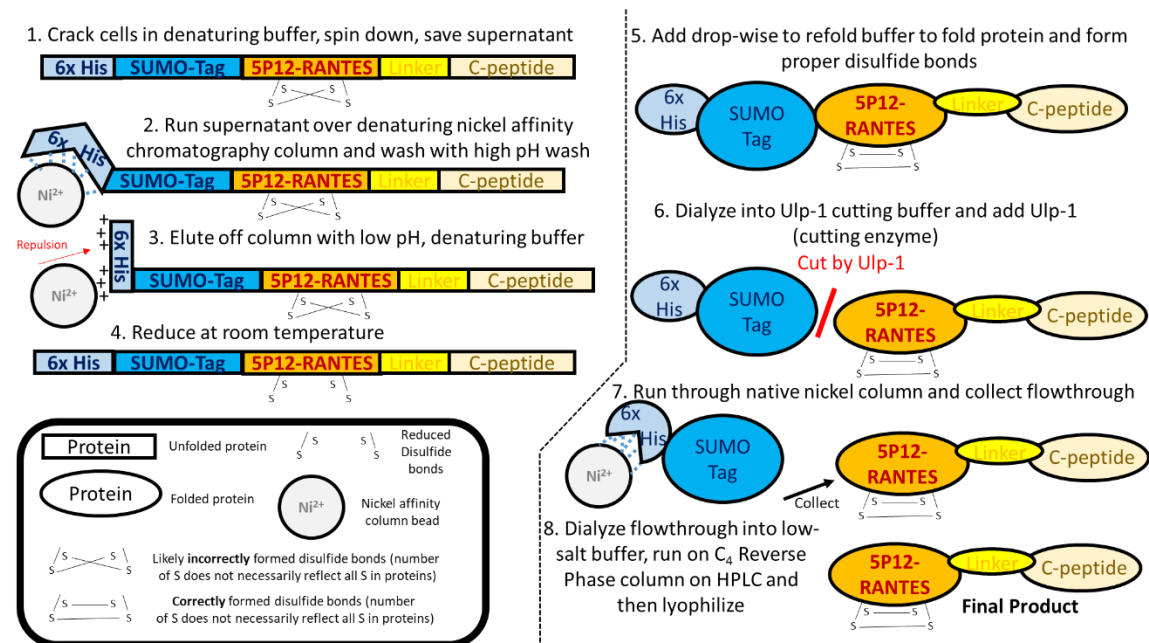 1. Crack cells in denaturing buffer, spin down, save supernatant
6x His SUMO-Tag 5P12-RANTES Linker C-peptide
S S
S S
2. Run supernatant over denaturing nickel affinity
chromatography column and wash with high pH wash
6x His
Ni²⁺
SUMO-Tag 5P12-RANTES Linker C-peptide
S S
S S
3. Elute off column with low pH, denaturing buffer
Repulsion
+
+
+
+
+
+
+
6x His
Ni²⁺
SUMO-Tag 5P12-RANTES Linker C-peptide
S S
S S
4. Reduce at room temperature
6x His SUMO-Tag 5P12-RANTES Linker C-peptide
S S
S S
Protein
Unfolded protein
S S
S S
Reduced
Disulfide
bonds
Protein
Folded protein
Ni²⁺
Nickel affinity
column bead
S S
S S
Likely incorrectly formed disulfide bonds (number
of S does not necessarily reflect all S in proteins)
S S
S S
Correctly formed disulfide bonds (number
of S does not necessarily reflect all S in proteins)
5. Add drop-wise to refold buffer to fold protein and form
proper disulfide bonds
6x
His
SUMO
Tag
5P12-
RANTES
Linker
C-peptide
S S
S S
6. Dialyze into Ulp-1 cutting buffer and add Ulp-1
(cutting enzyme)
Cut by Ulp-1
6x
His
SUMO
Tag
5P12-
RANTES
Linker
C-peptide
S S
S S
7. Run through native nickel column and collect flowthrough
6x
His
Ni²⁺
SUMO
Tag
Collect
5P12-
RANTES
Linker
C-peptide
S S
S S
8. Dialyze flowthrough into low-
salt buffer, run on C₄ Reverse
Phase column on HPLC and
then lyophilize
5P12-
RANTES
Linker
C-peptide
S S
S S
Final Product